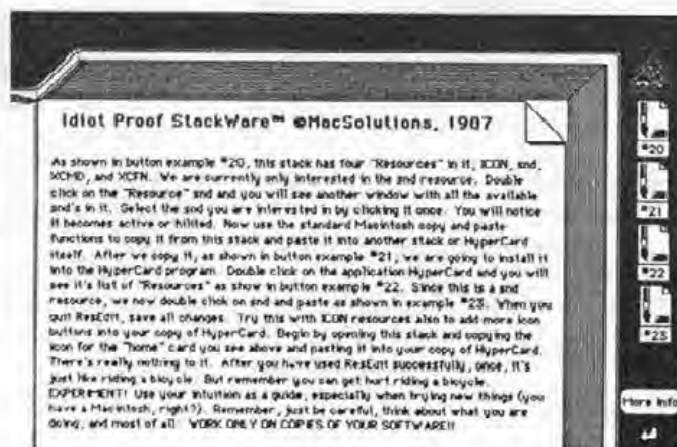 Idiot Proof StackWare™ ©MacSolutions, 1987
As shown in button example #20, this stack has four "Resources" in it, ICON, snd,
XCMD, and XCFN. We are currently only interested in the snd resource. Double
click on the "Resource" snd and you will see another window with all the available
snd's in it. Select the snd you are interested in by clicking it once. You will notice
it becomes active or hilited. Now use the standard Macintosh copy and paste
functions to copy it from this stack and paste it into another stack or HyperCard
itself. After we copy it, as shown in button example #21, we are going to install it
into the HyperCard program. Double click on the application HyperCard and you will
see it's list of "Resources" as show in button example #22. Since this is a snd
resource, we now double click on snd and paste as shown in example #23. When you
quit ResEdit, save all changes. Try this with ICON resources also to add more icon
buttons into your copy of HyperCard. Begin by opening this stack and copying the
icon for the "home" card you see above and pasting it into your copy of HyperCard.
There's really nothing to it. After you have used ResEdit successfully, once, it's
just like riding a bicycle. But remember you can get hurt riding a bicycle.
EXPERIMENT! Use your intuition as a guide, especially when trying new things (you
have a Macintosh, right?). Remember, just be careful, think about what you are
doing, and most of all WORK ONLY ON COPIES OF YOUR SOFTWARE!!
#20
#21
#22
#23
More Info